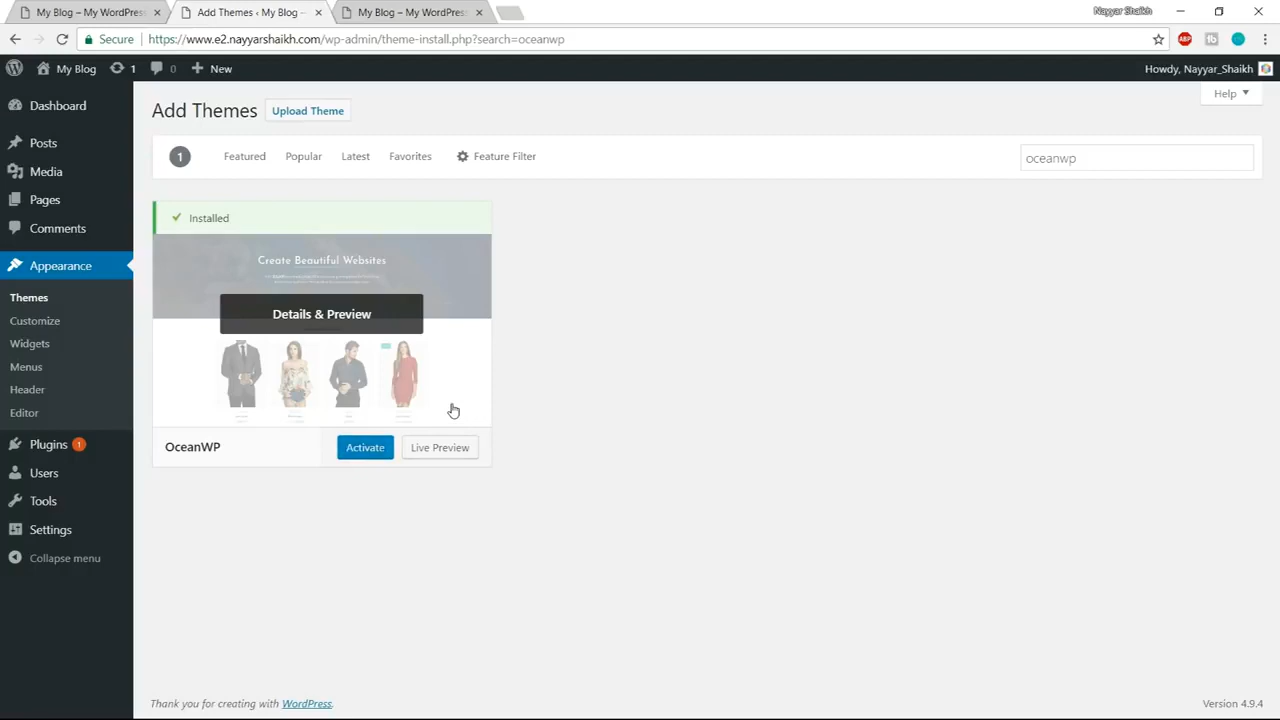 My Blog – My WordPress
Add Themes ‹ My Blog –
My Blog – My WordPress
Nayyar Shaikh
Secure
https://www.e2.nayyarshaikh.com/wp-admin/theme-install.php?search=oceanwp
ABP
My Blog
1
0
New
Howdy, Nayyar_Shaikh
Dashboard
Posts
Media
Pages
Comments
Appearance
Themes
Customize
Widgets
Menus
Header
Editor
Plugins 1
Users
Tools
Settings
Collapse menu
Add Themes
Upload Theme
Help
1
Featured
Popular
Latest
Favorites
Feature Filter
oceanwp
Installed
Create Beautiful Websites
Details & Preview
OceanWP
Activate
Live Preview
Thank you for creating with WordPress.
Version 4.9.4